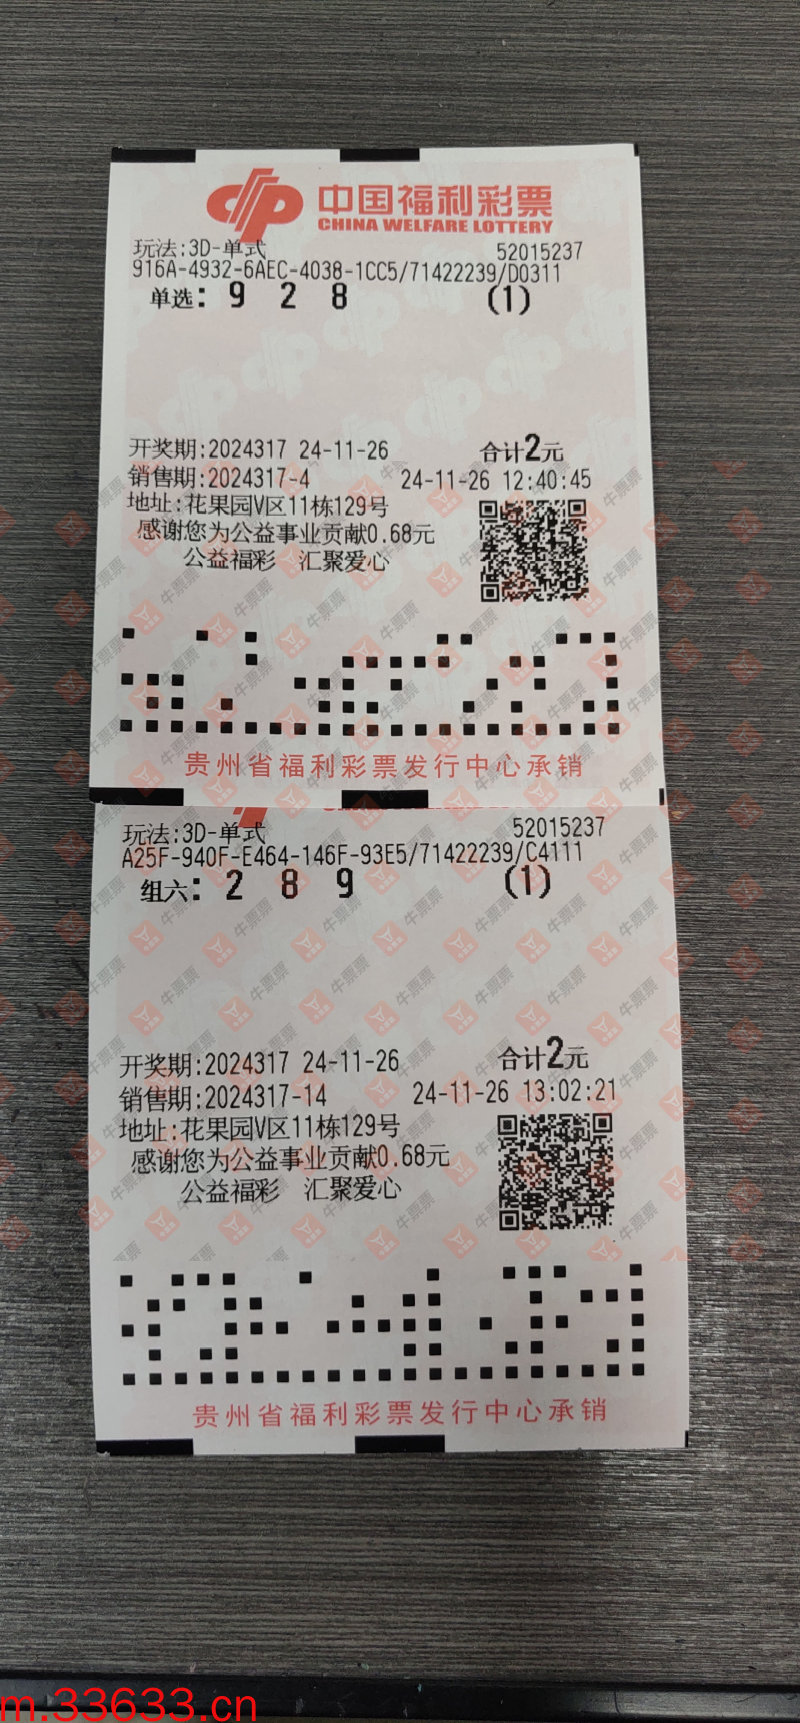 中国福利彩票
CHINA WELFARE LOTTERY
玩法:3D-单式 52015237
916A-4932-6AEC-4038-1CC5/71422239/D0311
单选: 9 2 8 (1)
开奖期:2024317 24-11-26 合计2元
销售期:2024317-4 24-11-26 12:40:45
地址:花果园V区11栋129号
感谢您为公益事业贡献0.68元
公益福彩 汇聚爱心
贵州省福利彩票发行中心承销
玩法:3D-单式 52015237
A25F-940F-E464-146F-93E5/71422239/C4111
组六: 2 8 9 (1)
开奖期:2024317 24-11-26 合计2元
销售期:2024317-14 24-11-26 13:02:21
地址:花果园V区11栋129号
感谢您为公益事业贡献0.68元
公益福彩 汇聚爱心
贵州省福利彩票发行中心承销
牛票票
m.33633.cn